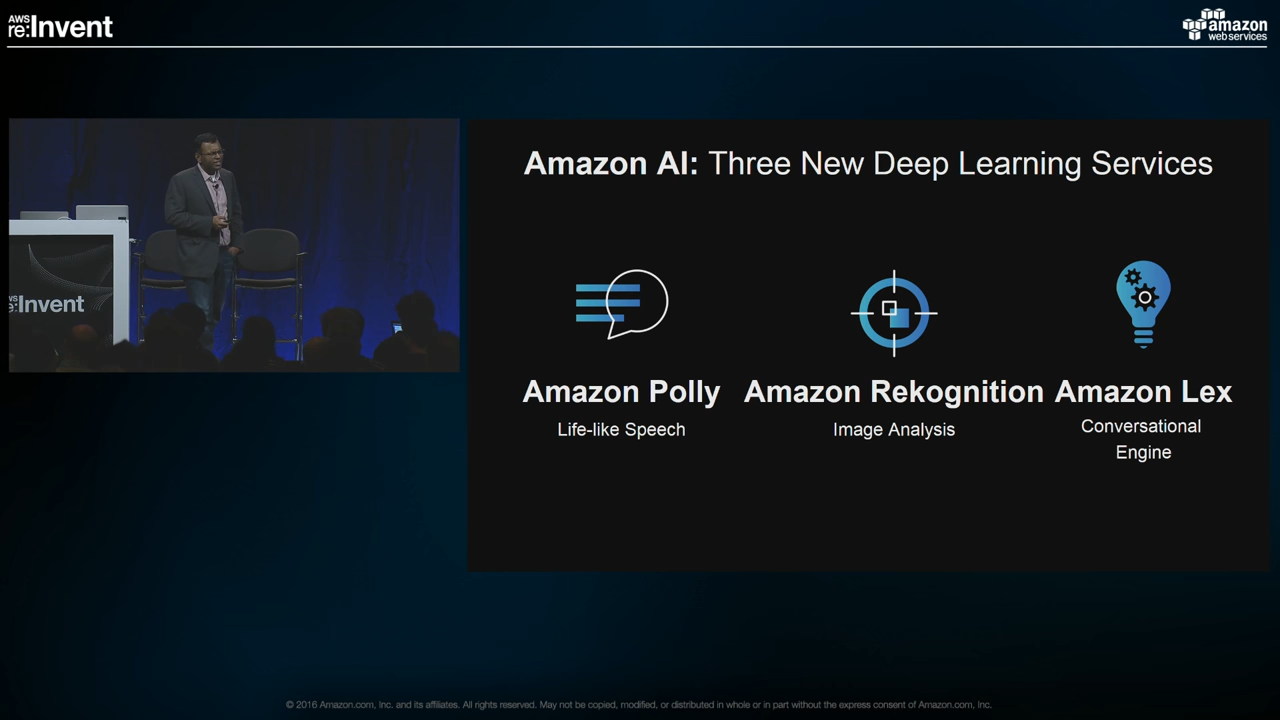 AWS
re:Invent
amazon
web services
WS
e:Invent
Amazon AI: Three New Deep Learning Services
Amazon Polly
Life-like Speech
Amazon Rekognition
Image Analysis
Amazon Lex
Conversational
Engine
© 2016 Amazon.com, Inc. and its affiliates. All rights reserved. May not be copied, modified, or distributed in whole or in part without the express consent of Amazon.com, Inc.